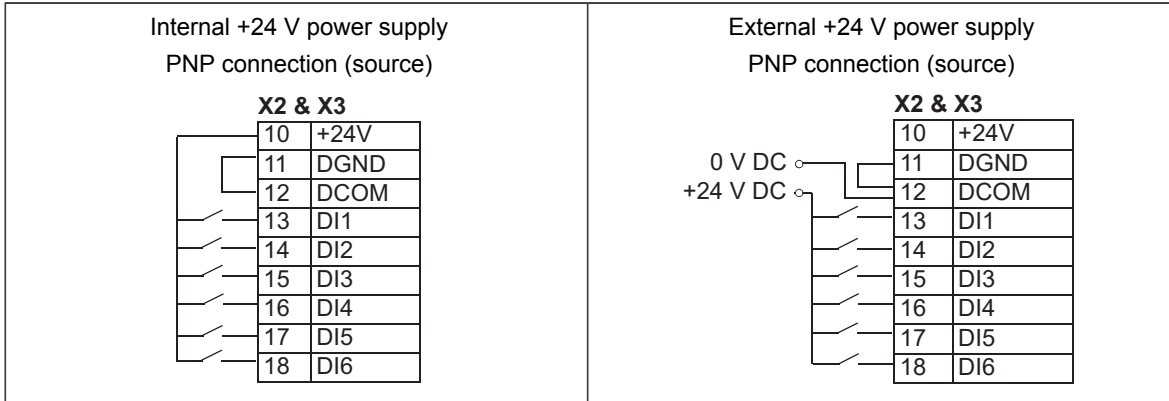 Internal +24 V power supply
PNP connection (source)
X2 & X3
10 +24V
11 DGND
12 DCOM
13 DI1
14 DI2
15 DI3
16 DI4
17 DI5
18 DI6
External +24 V power supply
PNP connection (source)
X2 & X3
10 +24V
0 V DC 11 DGND
+24 V DC 12 DCOM
13 DI1
14 DI2
15 DI3
16 DI4
17 DI5
18 DI6